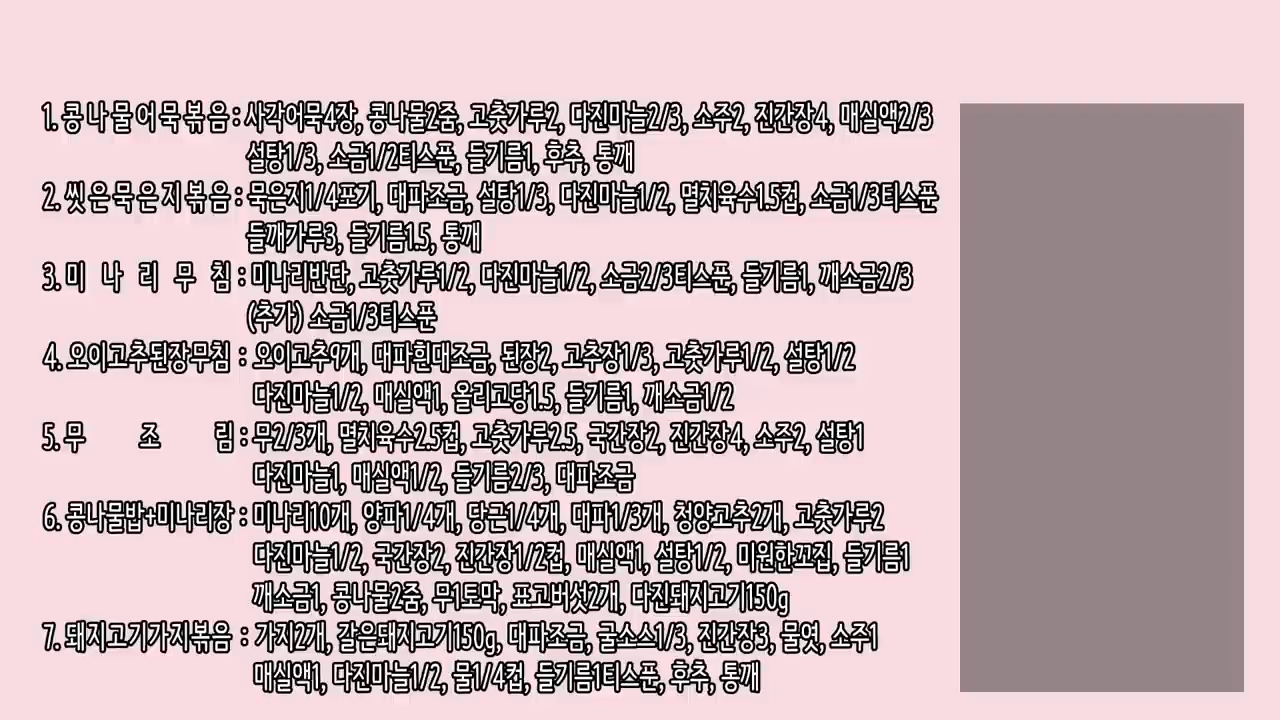 1. 콩나물어묵볶음 : 사각어묵4장, 콩나물2줌, 고춧가루2, 다진마늘2/3, 소주2, 진간장4, 매실액2/3
설탕1/3, 소금1/2티스푼, 들기름1, 후추, 통깨
2. 씻은묵은지볶음 : 묵은지1/4포기, 대파조금, 설탕1/3, 다진마늘1/2, 멸치육수1.5컵, 소금1/3티스푼
들깨가루3, 들기름1.5, 통깨
3. 미나리무침 : 미나리반단, 고춧가루1/2, 다진마늘1/2, 소금2/3티스푼, 들기름1, 깨소금2/3
(추가) 소금1/3티스푼
4. 오이고추된장무침 : 오이고추9개, 대파흰대조금, 된장2, 고추장1/3, 고춧가루1/2, 설탕1/2
다진마늘1/2, 매실액1, 올리고당1.5, 들기름1, 깨소금1/2
5. 무조림 : 무2/3개, 멸치육수2.5컵, 고춧가루2.5, 국간장2, 진간장4, 소주2, 설탕1
다진마늘1, 매실액1/2, 들기름2/3, 대파조금
6. 콩나물밥+미나리장 : 미나리10개, 양파1/4개, 당근1/4개, 대파1/3개, 청양고추2개, 고춧가루2
다진마늘1/2, 국간장2, 진간장1/2컵, 매실액1, 설탕1/2, 미원한꼬집, 들기름1
깨소금1, 콩나물2줌, 무1토막, 표고버섯2개, 다진돼지고기150g
7. 돼지고기가지볶음 : 가지2개, 갈은돼지고기150g, 대파조금, 굴소스1/3, 진간장3, 물엿, 소주1
매실액1, 다진마늘1/2, 물1/4컵, 들기름1티스푼, 후추, 통깨